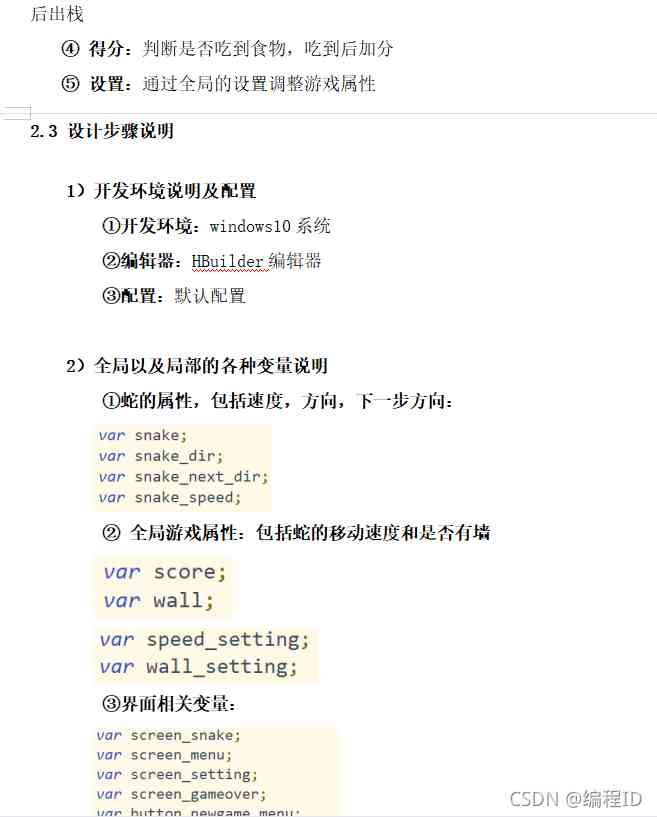 后出栈
④ 得分：判断是否吃到食物，吃到后加分
⑤ 设置：通过全局的设置调整游戏属性
2.3 设计步骤说明
1）开发环境说明及配置
①开发环境：windows10 系统
②编辑器：HBuilder 编辑器
③配置：默认配置
2）全局以及局部的各种变量说明
①蛇的属性，包括速度，方向，下一步方向：
var snake;
var snake_dir;
var snake_next_dir;
var snake_speed;
② 全局游戏属性：包括蛇的移动速度和是否有墙
var score;
var wall;
var speed_setting;
var wall_setting;
③界面相关变量：
var screen_snake;
var screen_menu;
var screen_setting;
var screen_gameover;
var button_newgame_menu;
CSDN @编程ID